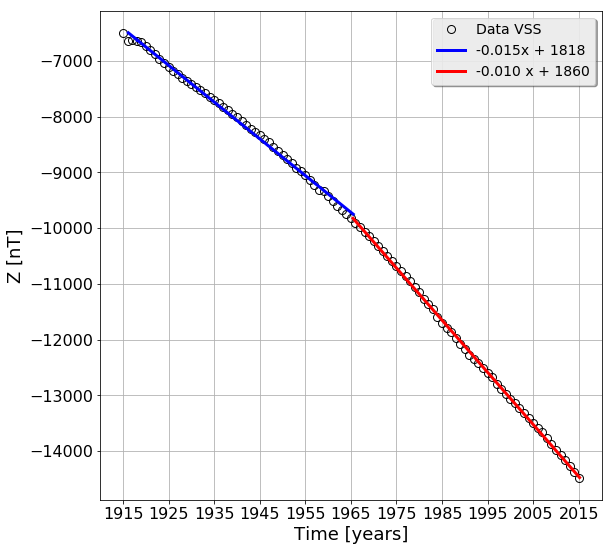 Data VSS
-0.015x + 1818
-0.010 x + 1860
−7000
−8000
−9000
−10000
−11000
−12000
−13000
−14000
Z [nT]
1915 1925 1935 1945 1955 1965 1975 1985 1995 2005 2015
Time [years]